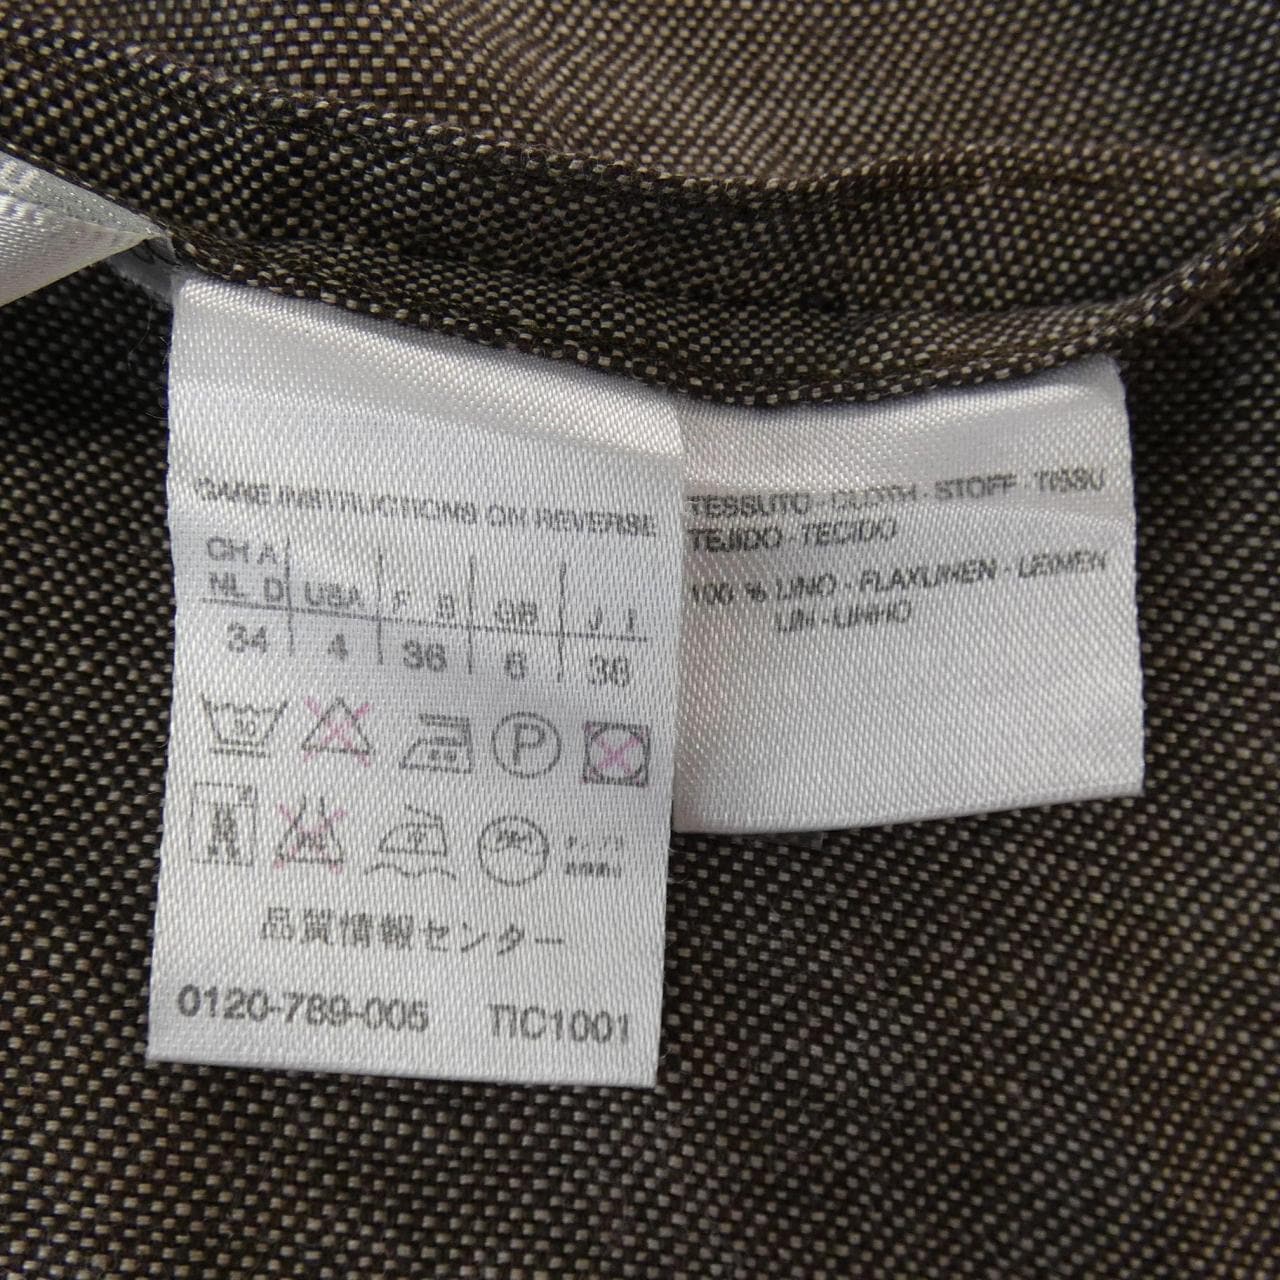 CARE INSTRUCTIONS ON REVERSE
CH A
NL D USA F B GB J I
34 4 36 6 38
30
P
品質情報センター
0120-789-005 TIC1001
TESSUTO - CLOTH - STOFF - TISSU
TEJIDO - TECIDO
100 % LINO - FLAX/LINEN - LEINEN
LIN - LINHO